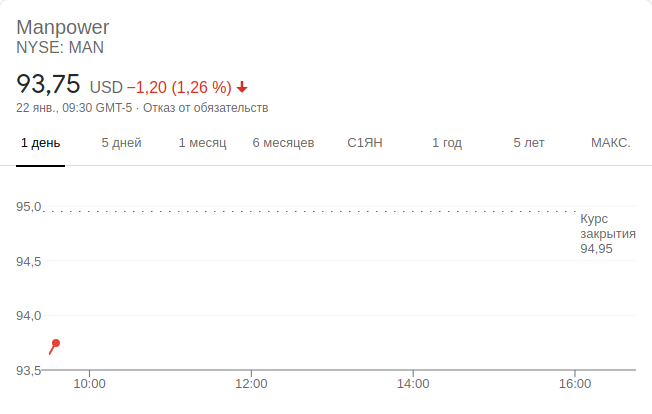 Manpower
NYSE: MAN
93,75 USD −1,20 (1,26 %)
22 янв., 09:30 GMT-5 · Отказ от обязательств
1 день 5 дней 1 месяц 6 месяцев С1ЯН 1 год 5 лет МАКС.
95,0
Курс
закрытия
94,95
94,5
94,0
93,5
10:00 12:00 14:00 16:00